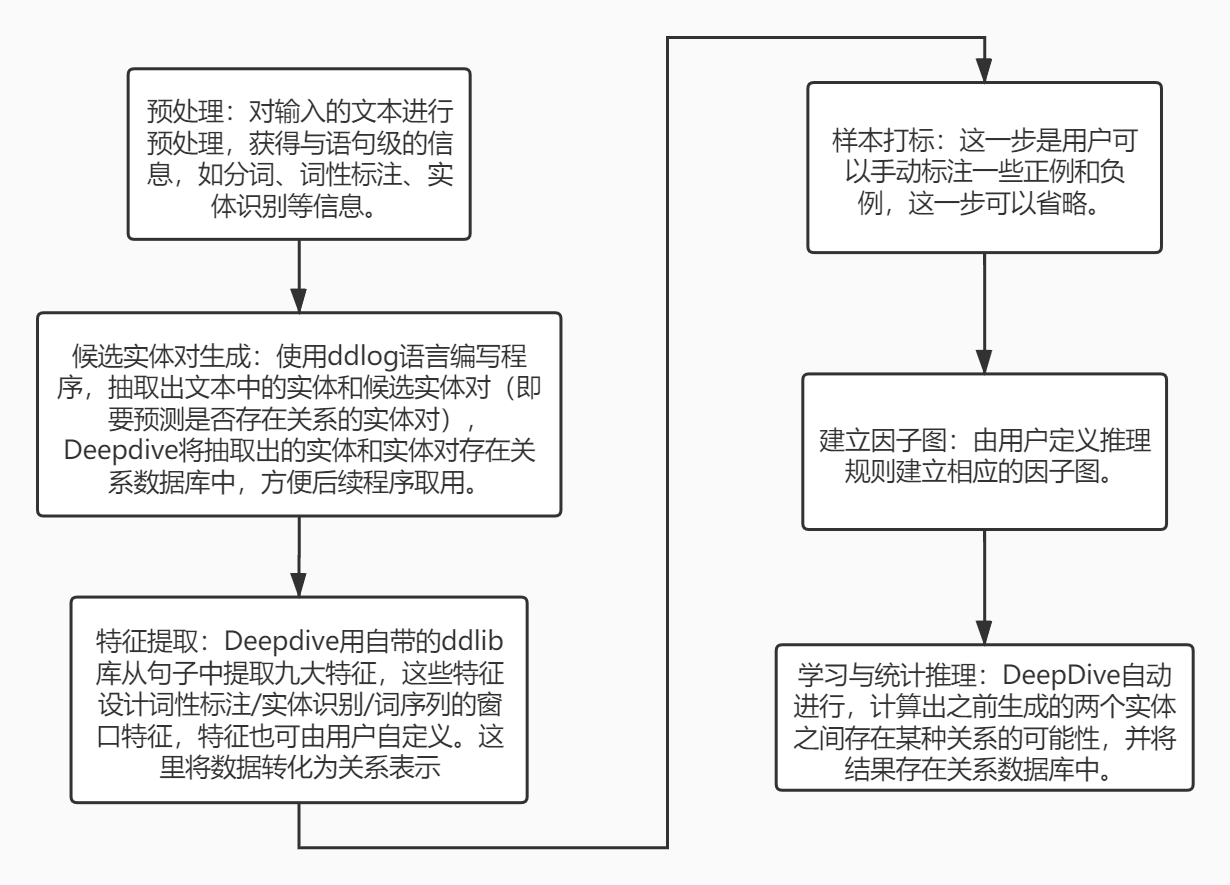 预处理：对输入的文本进行
预处理，获得与语句级的信
息，如分词、词性标注、实
体识别等信息。
候选实体对生成：使用ddlog语言编写程
序，抽取出文本中的实体和候选实体对（即
要预测是否存在关系的实体对），
Deepdive将抽取出的实体和实体对存在关
系数据库中，方便后续程序取用。
特征提取：Deepdive用自带的ddlib
库从句子中提取九大特征，这些特征
设计词性标注/实体识别/词序列的窗
口特征，特征也可由用户自定义。这
里将数据转化为关系表示
样本打标：这一步是用户可
以手动标注一些正例和负
例，这一步可以省略。
建立因子图：由用户定义推理
规则建立相应的因子图。
学习与统计推理：DeepDive自动
进行，计算出之前生成的两个实体
之间存在某种关系的可能性，并将
结果存在关系数据库中。